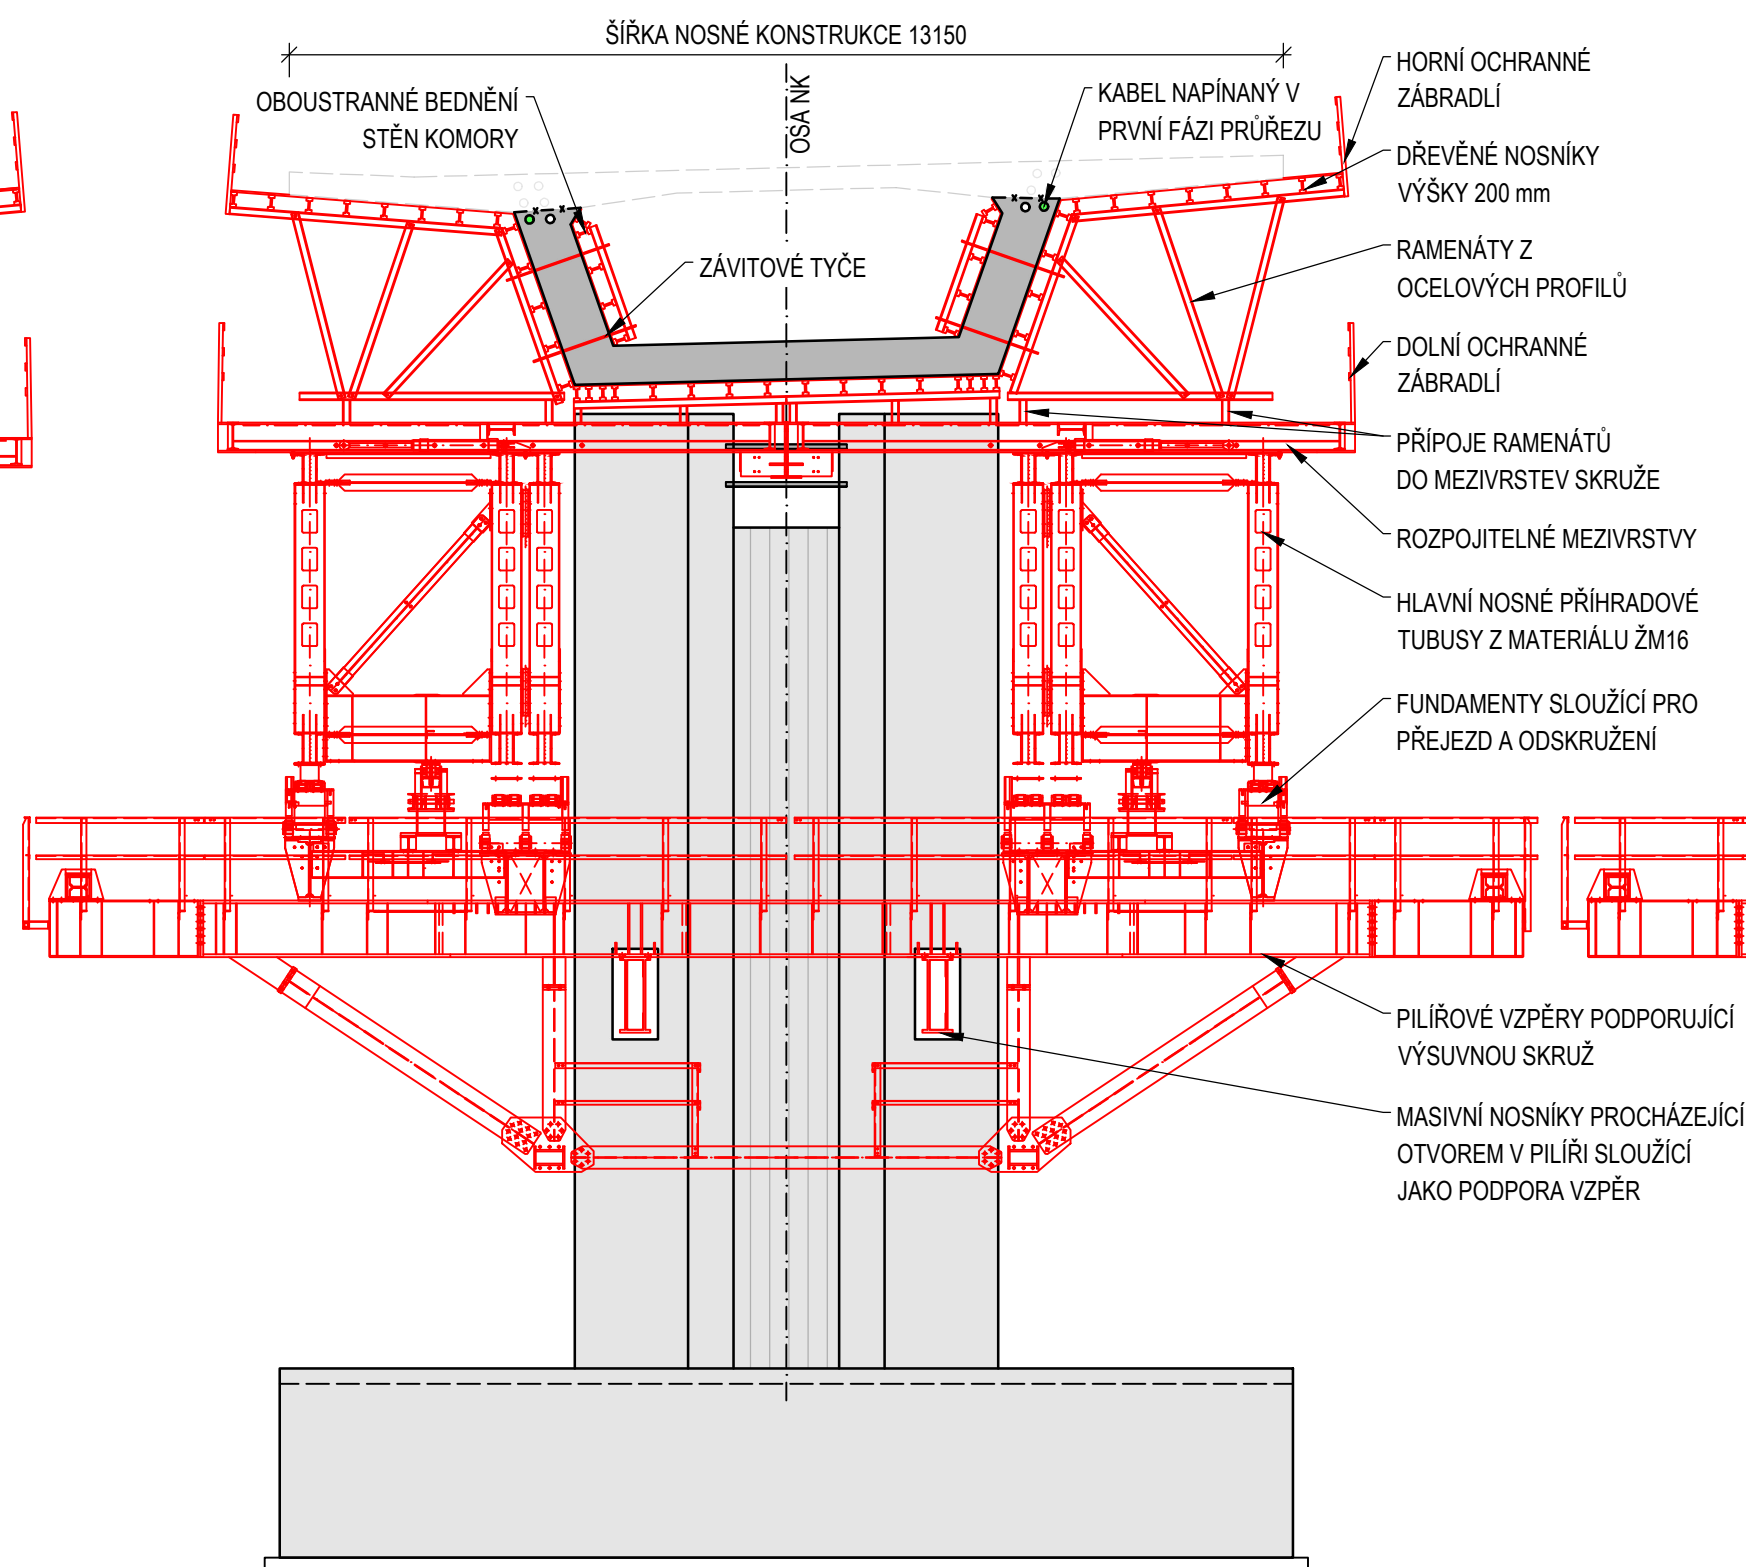 ŠÍŘKA NOSNÉ KONSTRUKCE 13150
OSA NK
OBOUSTRANNÉ BEDNĚNÍ
STĚN KOMORY
KABEL NAPÍNANÝ V
PRVNÍ FÁZI PRŮŘEZU
ZÁVITOVÉ TYČE
HORNÍ OCHRANNÉ
ZÁBRADLÍ
DŘEVĚNÉ NOSNÍKY
VÝŠKY 200 mm
RAMENÁTY Z
OCELOVÝCH PROFILŮ
DOLNÍ OCHRANNÉ
ZÁBRADLÍ
PŘÍPOJE RAMENÁTŮ
DO MEZIVRSTEV SKRUŽE
ROZPOJITELNÉ MEZIVRSTVY
HLAVNÍ NOSNÉ PŘÍHRADOVÉ
TUBUSY Z MATERIÁLU ŽM16
FUNDAMENTY SLOUŽÍCÍ PRO
PŘEJEZD A ODSKRUŽENÍ
PILÍŘOVÉ VZPĚRY PODPORUJÍCÍ
VÝSUVNOU SKRUŽ
MASIVNÍ NOSNÍKY PROCHÁZEJÍCÍ
OTVOREM V PILÍŘI SLOUŽÍCÍ
JAKO PODPORA VZPĚR